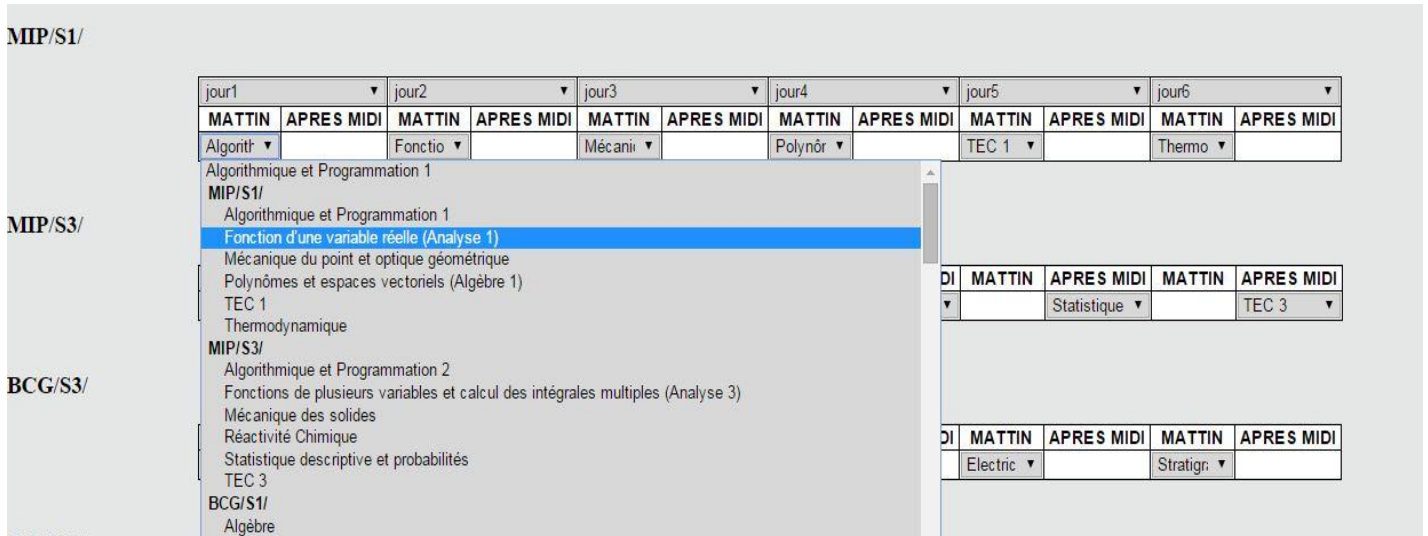 MIP/S1/
jour1 jour2 jour3 jour4 jour5 jour6
MATTIN APRES MIDI MATTIN APRES MIDI MATTIN APRES MIDI MATTIN APRES MIDI MATTIN APRES MIDI MATTIN APRES MIDI
Algorith Fonctio Mécani Polynôr TEC 1 Thermo
Algorithmique et Programmation 1
MIP/S1/
Algorithmique et Programmation 1
Fonction d'une variable réelle (Analyse 1)
Mécanique du point et optique géométrique
Polynômes et espaces vectoriels (Algèbre 1)
TEC 1
Thermodynamique
MIP/S3/
Algorithmique et Programmation 2
Fonctions de plusieurs variables et calcul des intégrales multiples (Analyse 3)
Mécanique des solides
Réactivité Chimique
Statistique descriptive et probabilités
TEC 3
BCG/S1/
Algèbre
MIP/S3/
DI MATTIN APRES MIDI MATTIN APRES MIDI
Statistique TEC 3
BCG/S3/
DI MATTIN APRES MIDI MATTIN APRES MIDI
Electric Stratigr